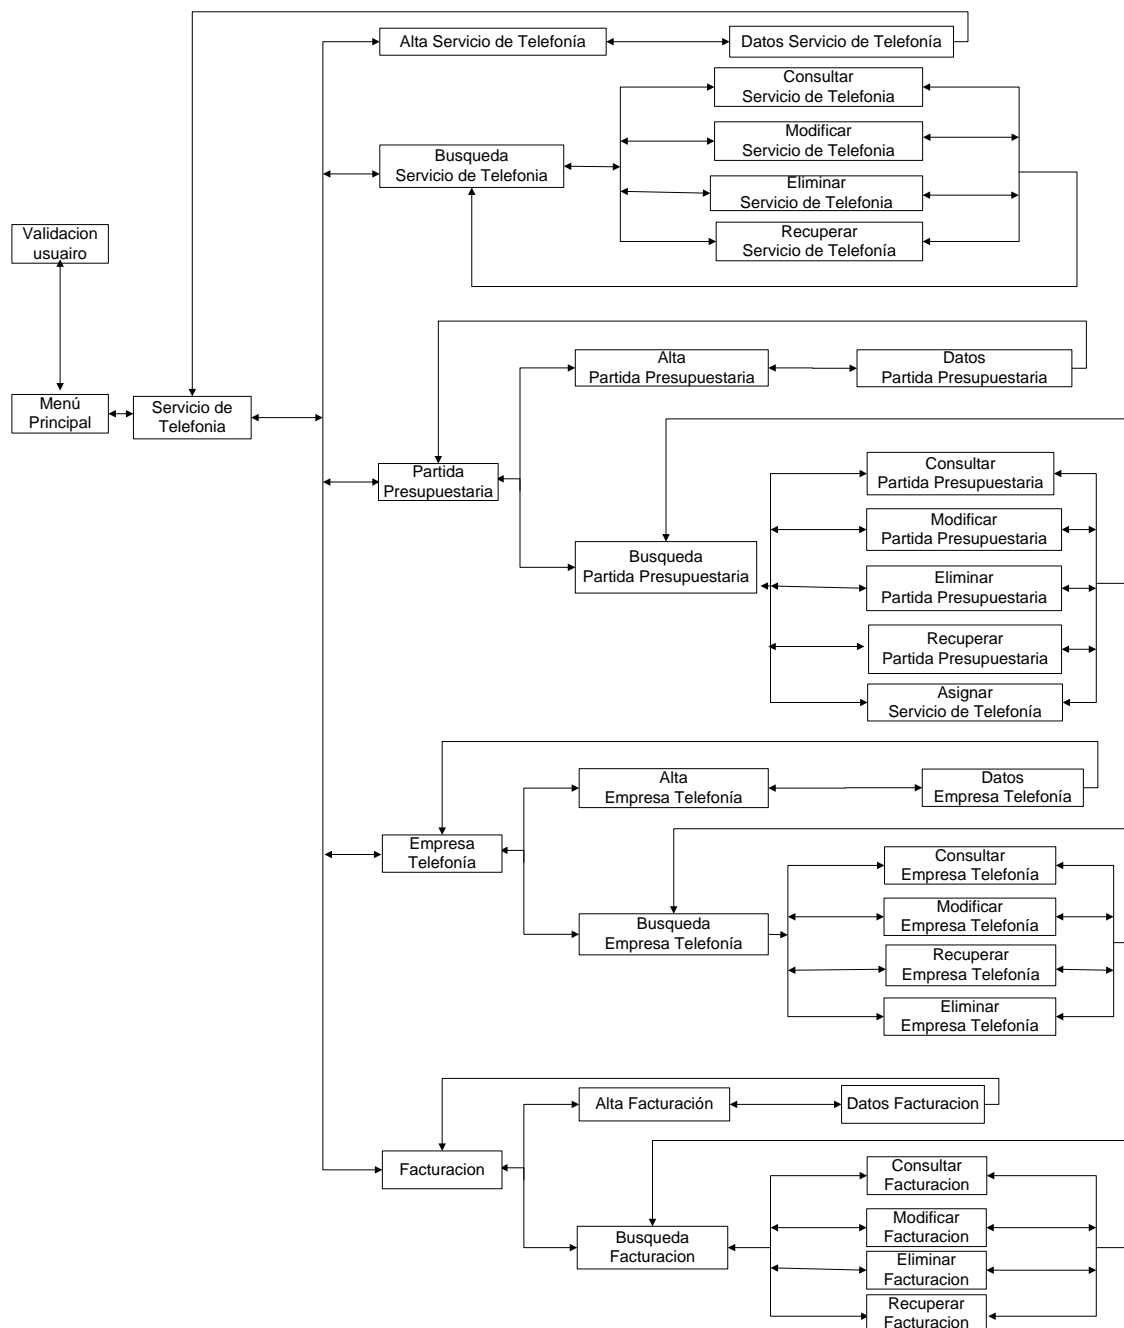 Alta Servicio de Telefonía
Datos Servicio de Telefonía
Consultar
Servicio de Telefonia
Modificar
Servicio de Telefonía
Busqueda
Servicio de Telefonia
Eliminar
Servicio de Telefonia
Recuperar
Servicio de Telefonía
Validacion
usuairo
Menú
Principal
Servicio de
Telefonia
Alta
Partida Presupuestaria
Datos
Partida Presupuestaria
Partida
Presupuestaria
Consultar
Partida Presupuestaria
Modificar
Partida Presupuestaria
Busqueda
Partida Presupuestaria
Eliminar
Partida Presupuestaria
Recuperar
Partida Presupuestaria
Asignar
Servicio de Telefonía
Alta
Empresa Telefonía
Datos
Empresa Telefonía
Empresa
Telefonía
Consultar
Empresa Telefonía
Modificar
Empresa Telefonía
Busqueda
Empresa Telefonía
Recuperar
Empresa Telefonía
Eliminar
Empresa Telefonía
Alta Facturación
Datos Facturacion
Facturacion
Consultar
Facturacion
Modificar
Facturacion
Busqueda
Facturacion
Eliminar
Facturacion
Recuperar
Facturacion